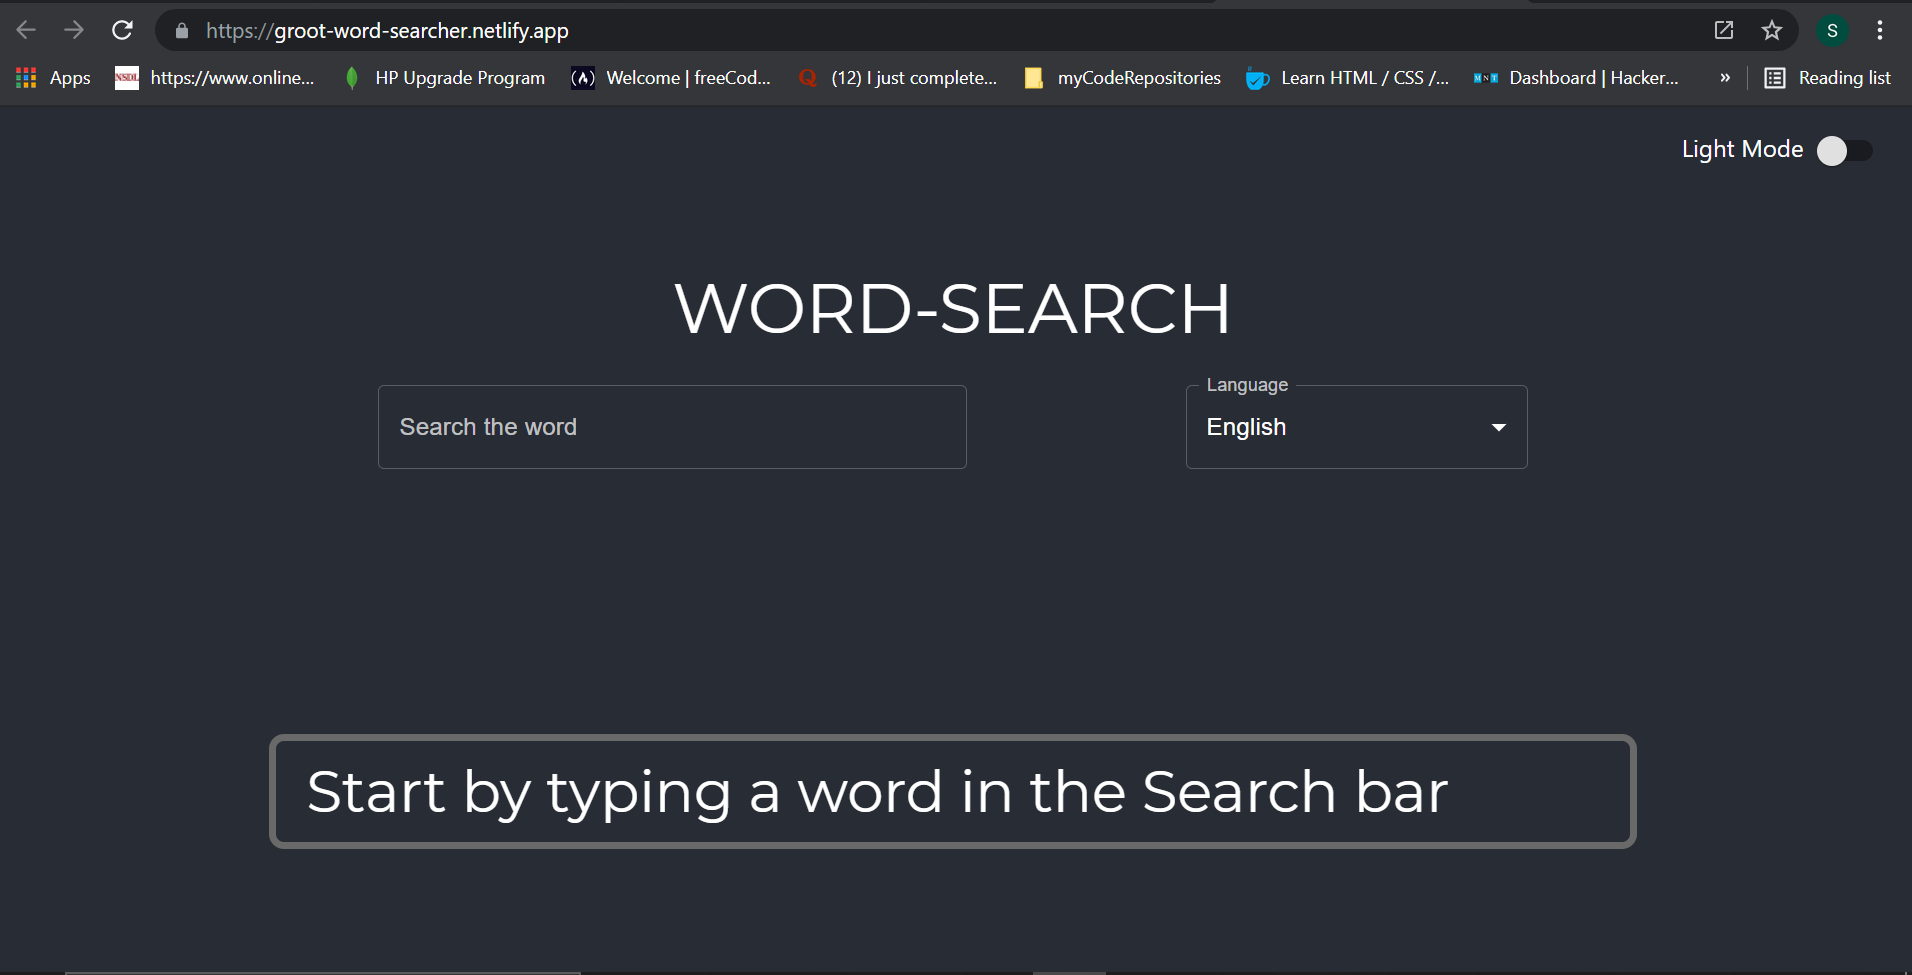 https://groot-word-searcher.netlify.app
S
Apps NSDL https://www.online... HP Upgrade Program (A) Welcome | freeCod... Q (12) I just complete... myCodeRepositories Learn HTML / CSS /... MNT Dashboard | Hacker... » Reading list
Light Mode
WORD-SEARCH
Language
Search the word English
Start by typing a word in the Search bar